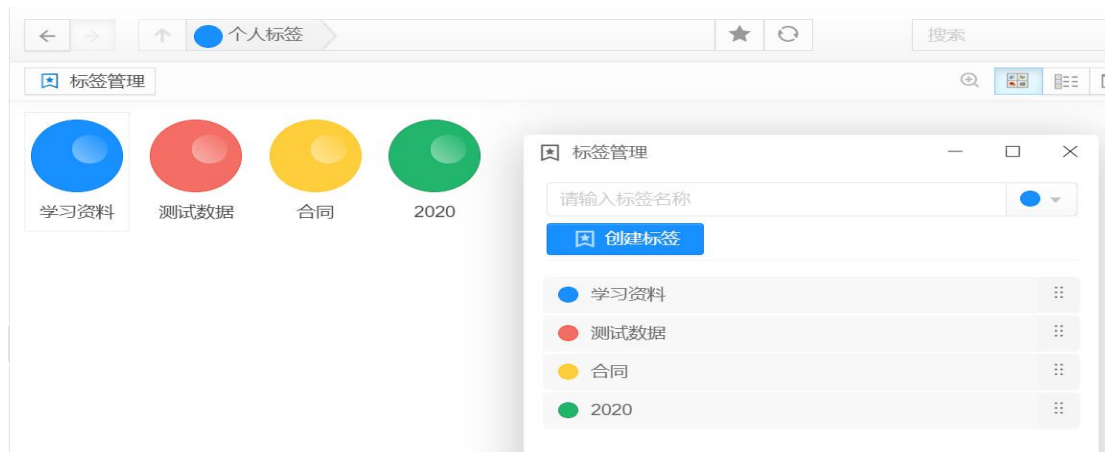 个人标签
搜索
标签管理
学习资料
测试数据
合同
2020
标签管理
请输入标签名称
创建标签
学习资料
测试数据
合同
2020